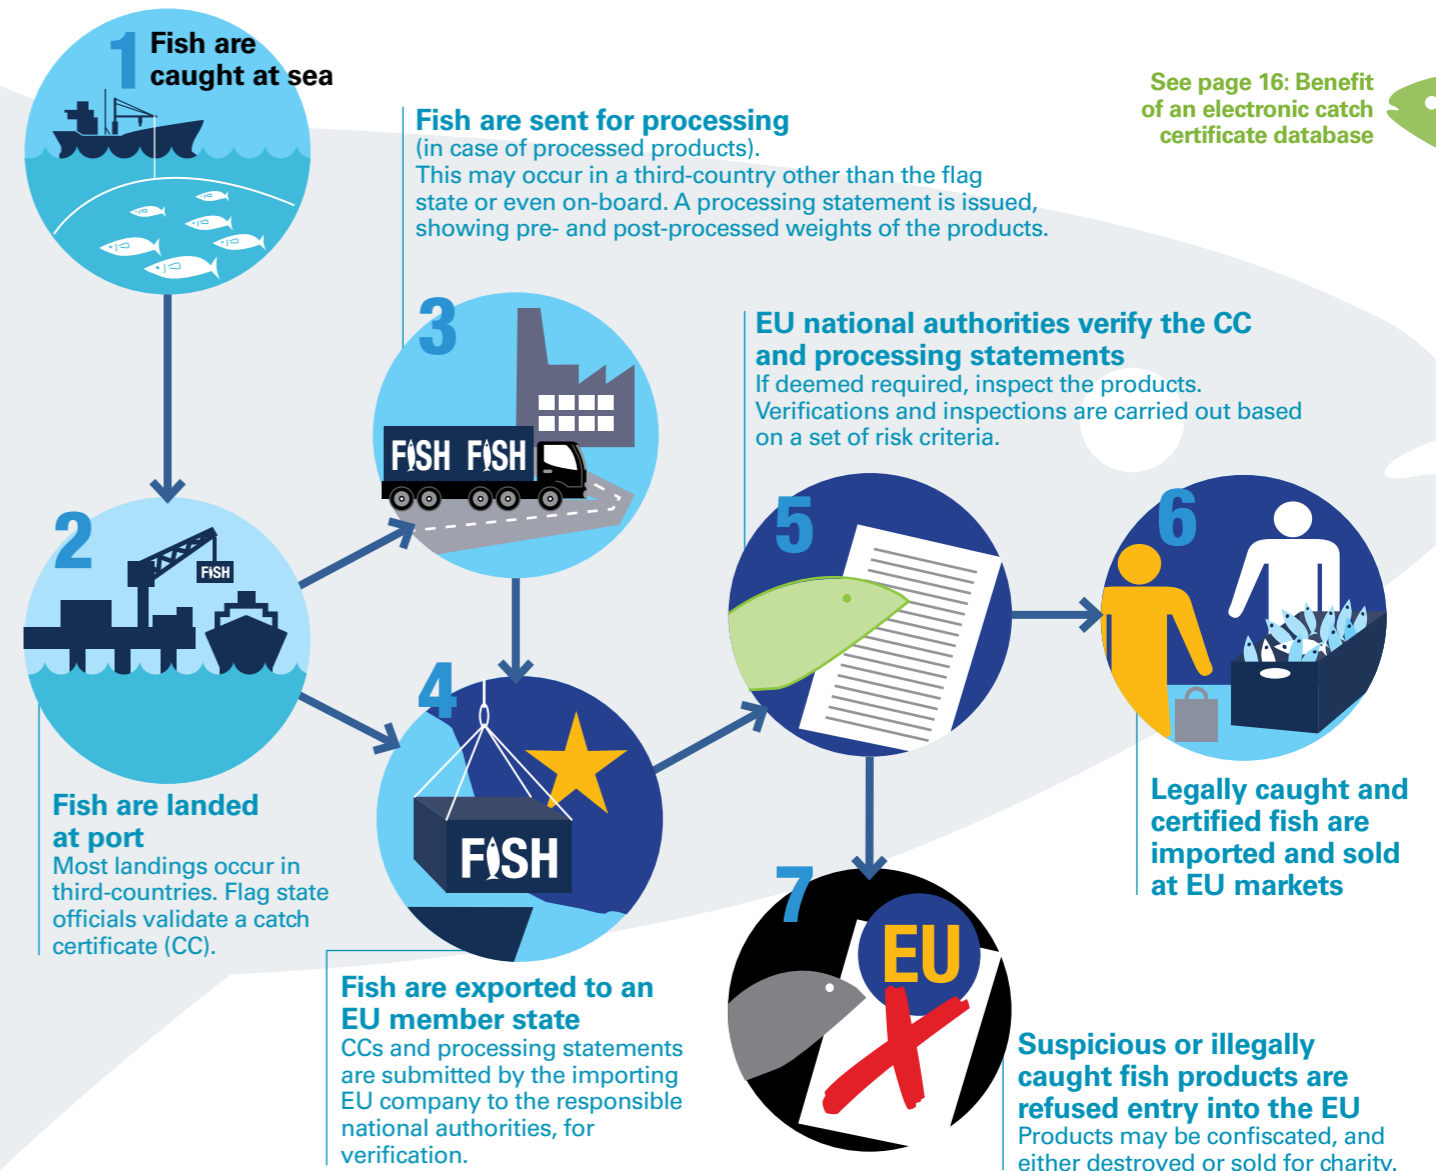 1
Fish are
caught at sea
See page 16: Benefit
of an electronic catch
certificate database
Fish are sent for processing
(in case of processed products).
This may occur in a third-country other than the flag
state or even on-board. A processing statement is issued,
showing pre- and post-processed weights of the products.
3
FISH FISH
EU national authorities verify the CC
and processing statements
If deemed required, inspect the products.
Verifications and inspections are carried out based
on a set of risk criteria.
2
FISH
Fish are landed
at port
Most landings occur in
third-countries. Flag state
officials validate a catch
certificate (CC).
4
FISH
Fish are exported to an
EU member state
CCs and processing statements
are submitted by the importing
EU company to the responsible
national authorities, for
verification.
5
6
Legally caught and
certified fish are
imported and sold
at EU markets
7
EU
Suspicious or illegally
caught fish products are
refused entry into the EU
Products may be confiscated, and
either destroyed or sold for charity.